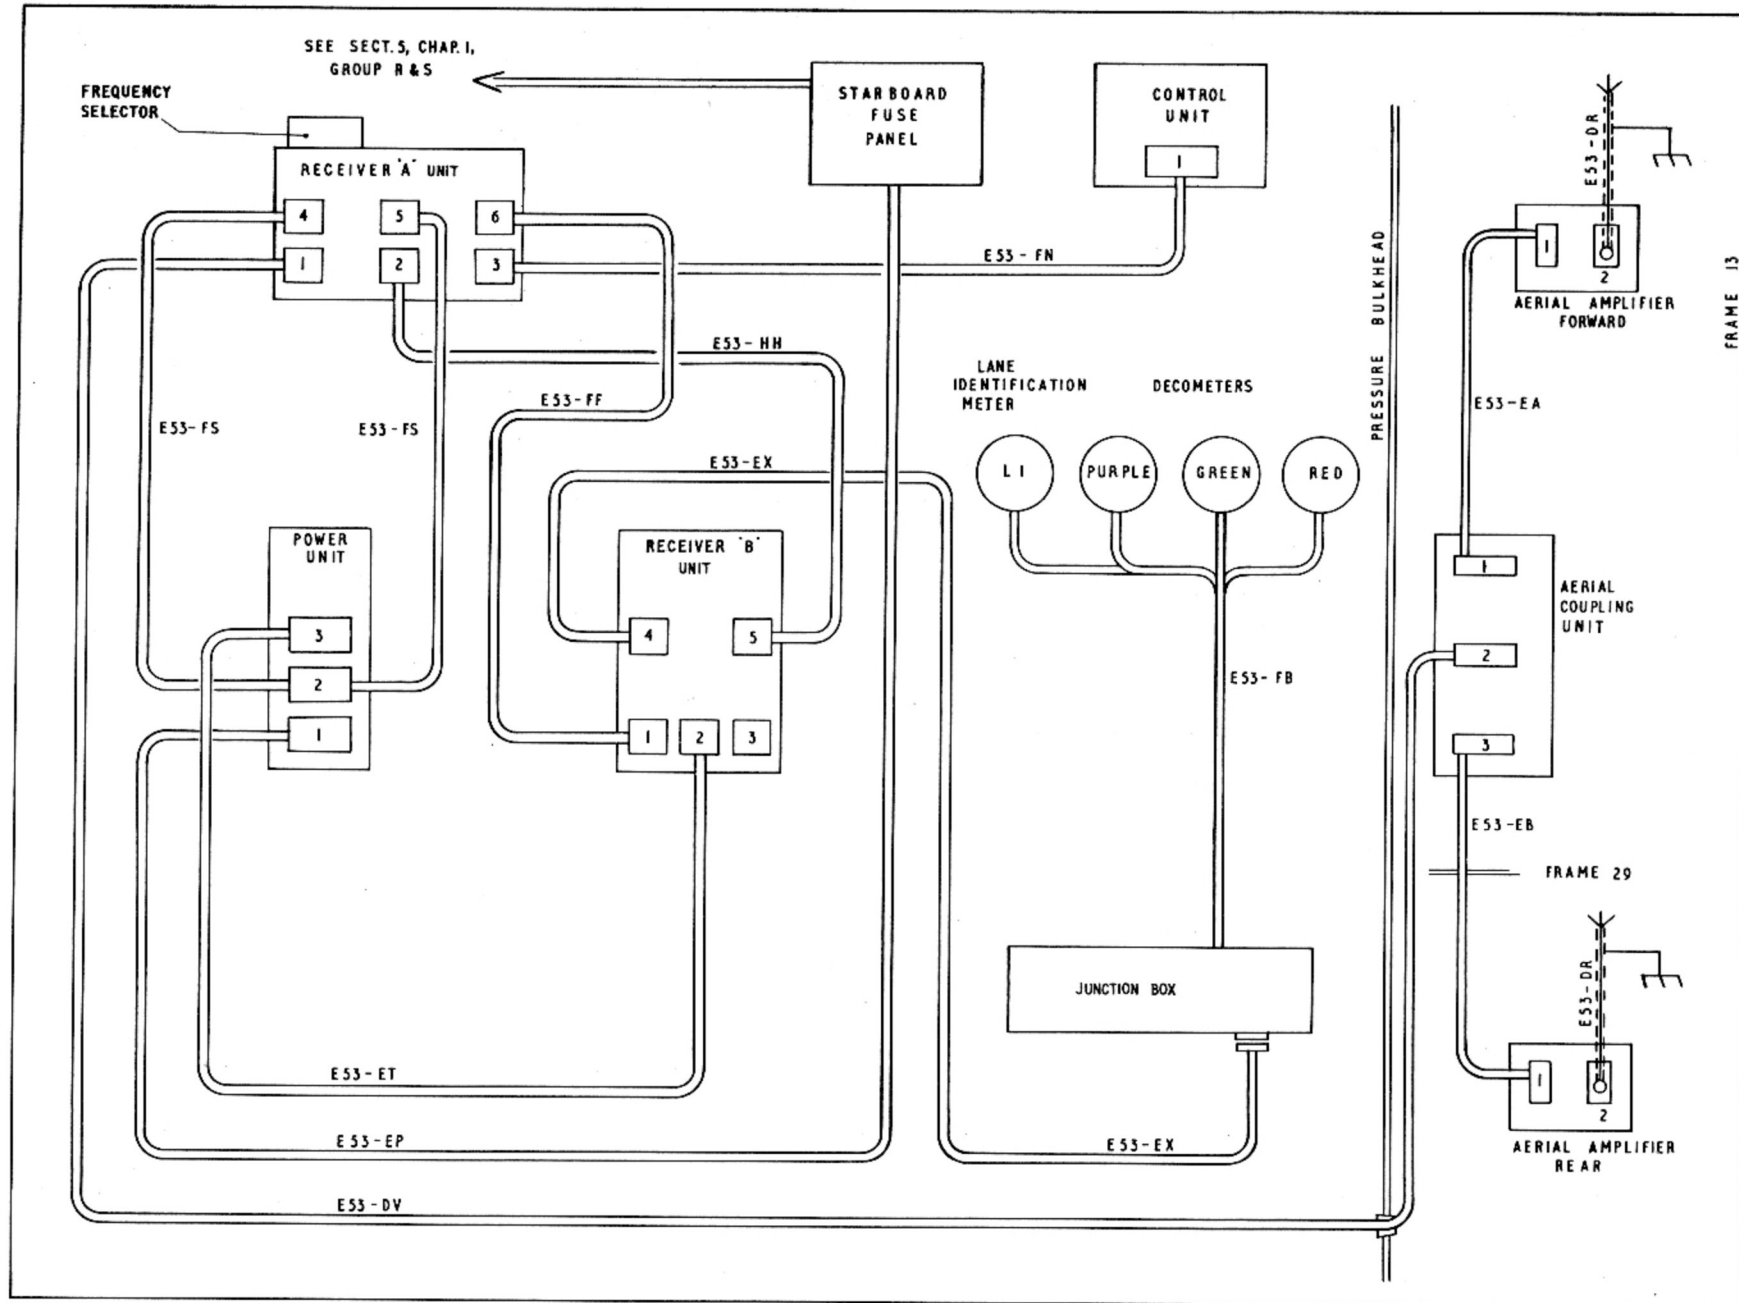 SEE SECT. 5, CHAP. 1,
GROUP R & S
FREQUENCY
SELECTOR
RECEIVER 'A' UNIT
4
5
6
1
2
3
STARBOARD
FUSE
PANEL
CONTROL
UNIT
1
E53-FN
PRESSURE BULKHEAD
E53-DR
1
2
AERIAL AMPLIFIER
FORWARD
FRAME 13
E53-HH
E53-FF
E53-FS
E53-FS
E53-EX
LANE
IDENTIFICATION
METER
DECOMETERS
L I
PURPLE
GREEN
RED
E53-EA
POWER
UNIT
3
2
1
RECEIVER 'B'
UNIT
4
5
1
2
3
E53-FB
1
2
3
AERIAL
COUPLING
UNIT
E53-EB
FRAME 29
JUNCTION BOX
E53-DR
1
2
AERIAL AMPLIFIER
REAR
E53-ET
E53-EP
E53-EX
E53-DV